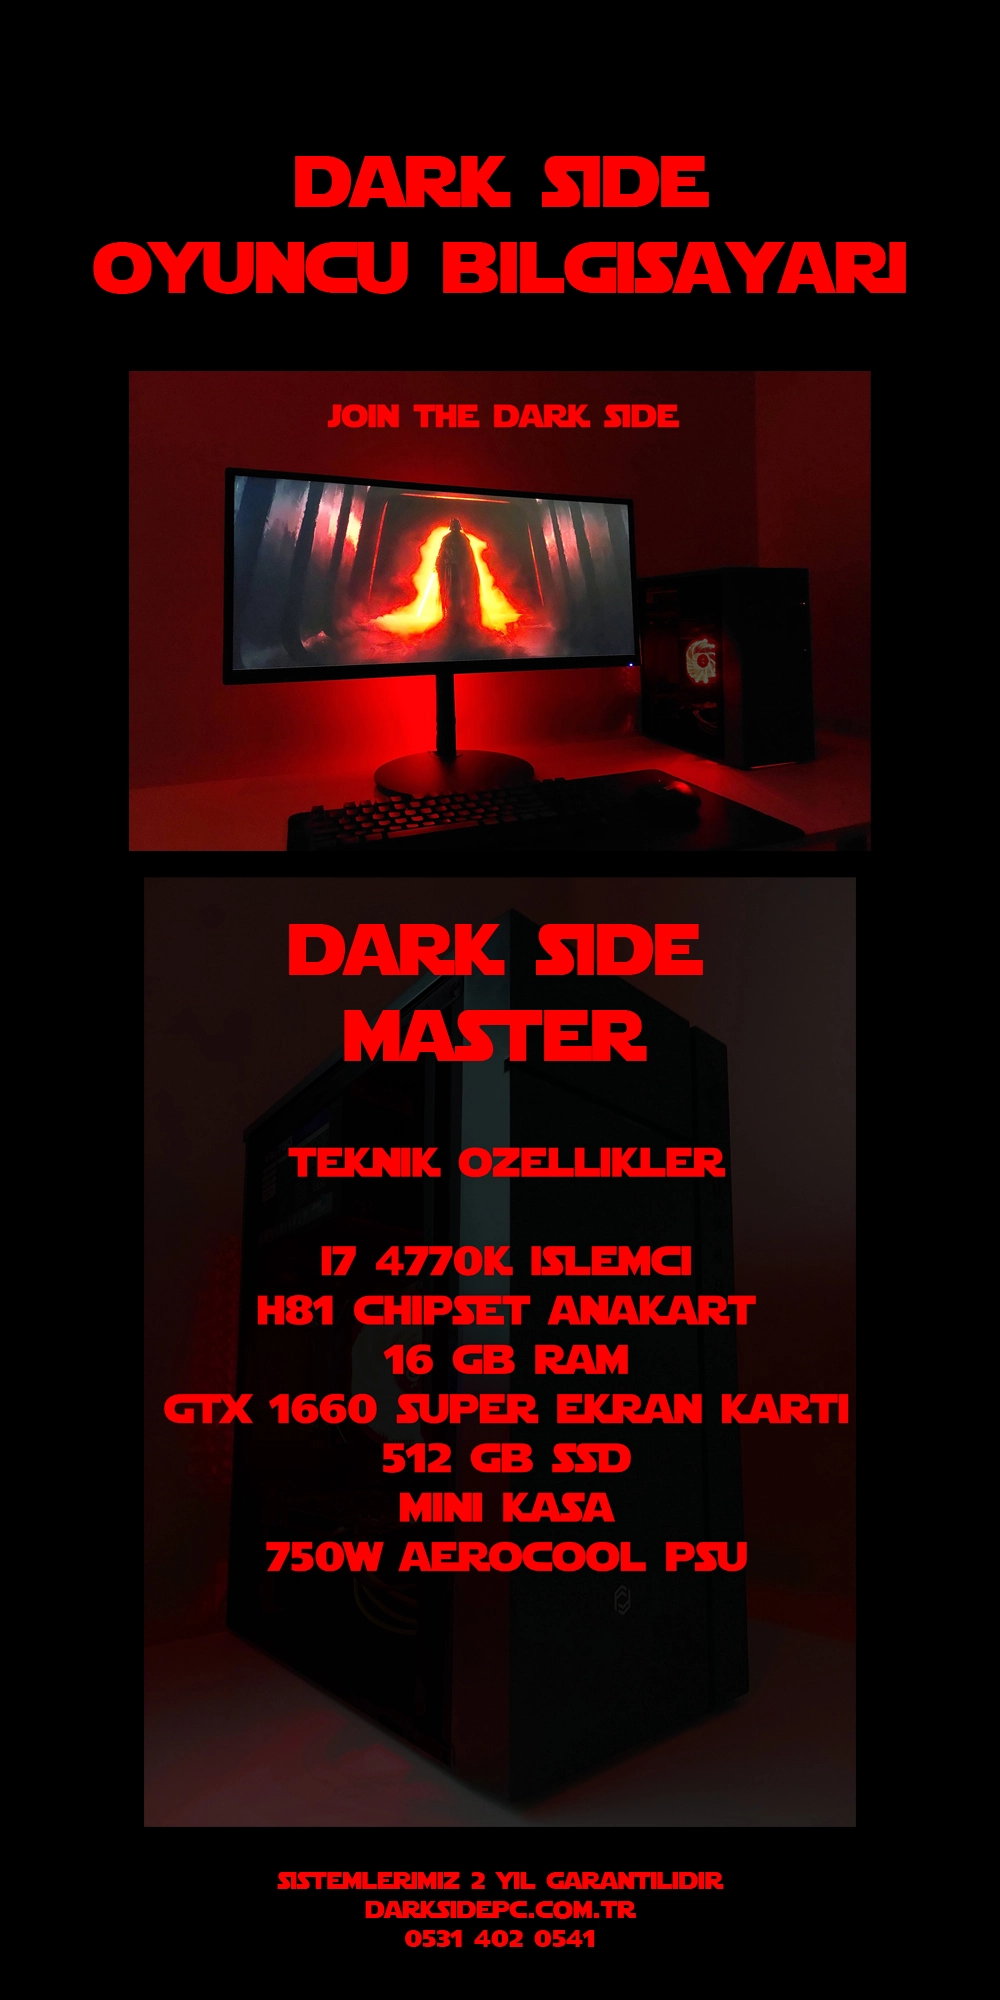 DARK SIDE
OYUNCU BILGISAYARI
JOIN THE DARK SIDE
DARK SIDE
MASTER
TEKNIK OZELLIKLER
I7 4770K ISLEMCI
H81 CHIPSET ANAKART
16 GB RAM
GTX 1660 SUPER EKRAN KARTI
512 GB SSD
MINI KASA
750W AEROCOOL PSU
SISTEMLERIMIZ 2 YIL GARANTILIDIR
DARKSIDEPC.COM.TR
0531 402 0541